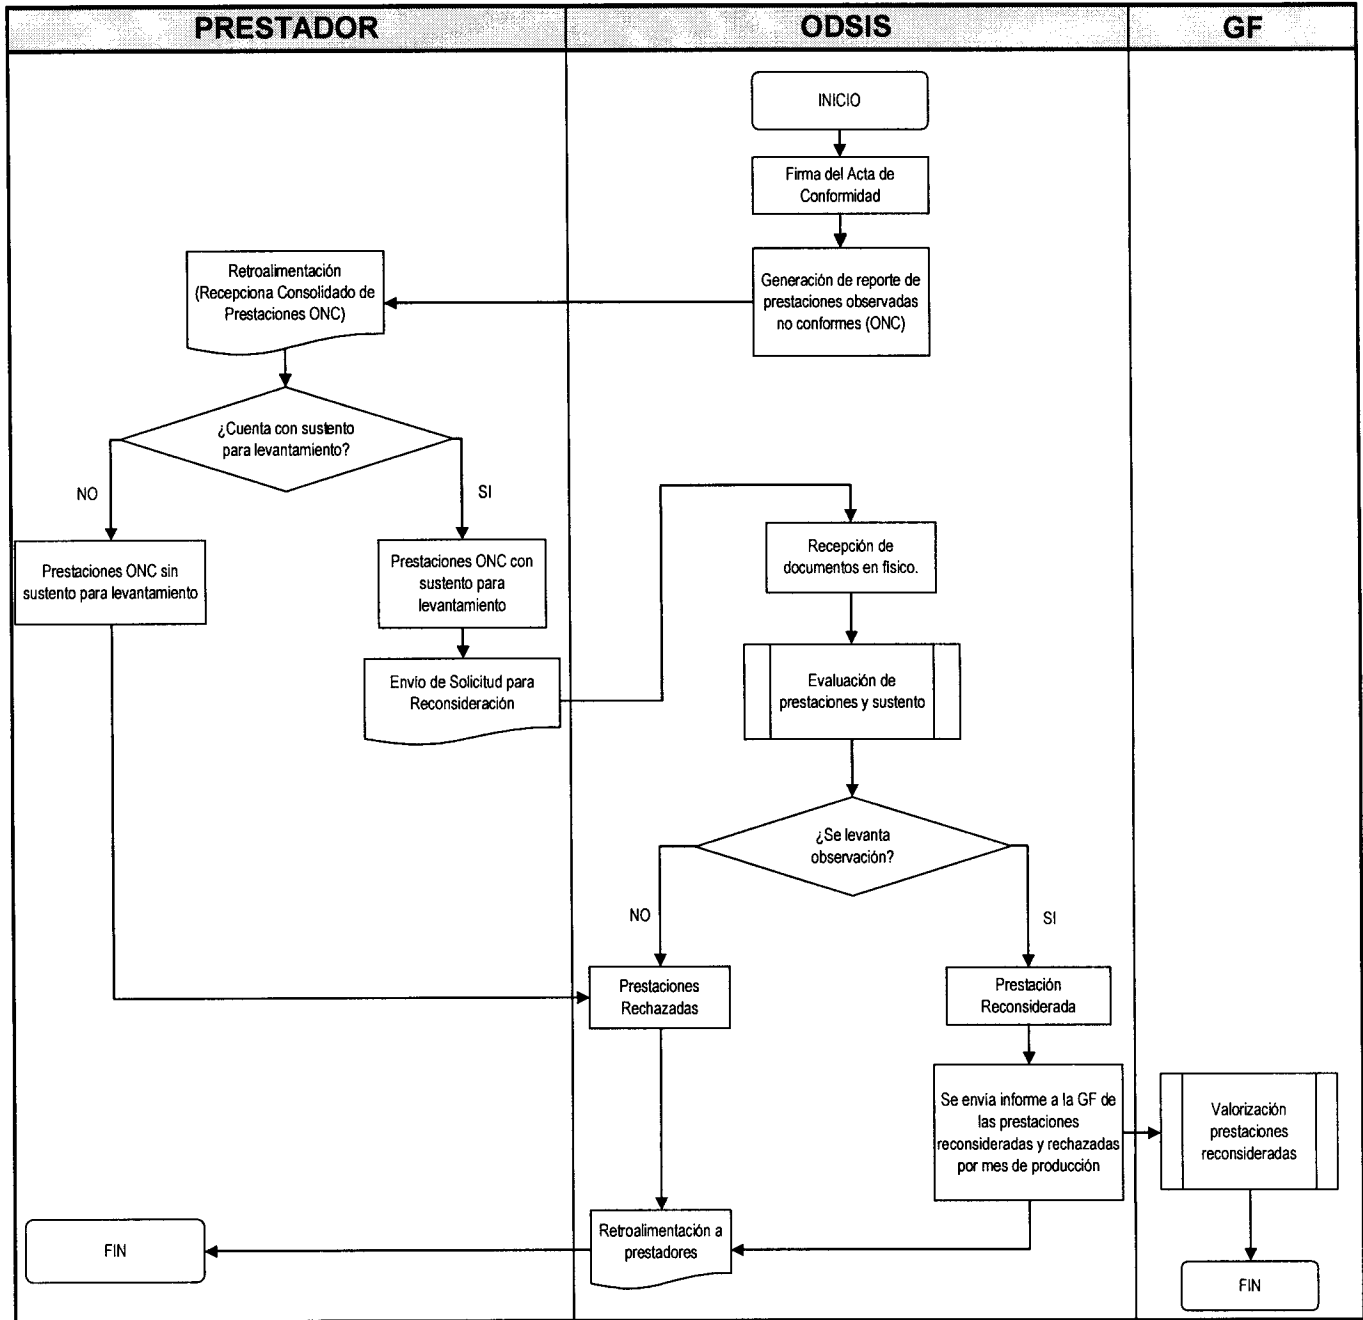 PRESTADOR
ODSIS
GF
INICIO
Firma del Acta de
Conformidad
Generación de reporte de
prestaciones observadas
no conformes (ONC)
Retroalimentación
(Recepciona Consolidado de
Prestaciones ONC)
¿Cuenta con sustento
para levantamiento?
NO
SI
Prestaciones ONC sin
sustento para levantamiento
Prestaciones ONC con
sustento para
levantamiento
Envío de Solicitud para
Reconsideración
Recepción de
documentos en físico.
Evaluación de
prestaciones y sustento
¿Se levanta
observación?
NO
SI
Prestaciones
Rechazadas
Prestación
Reconsiderada
Se envía informe a la GF de
las prestaciones
reconsideradas y rechazadas
por mes de producción
Valorización
prestaciones
reconsideradas
Retroalimentación a
prestadores
FIN
FIN